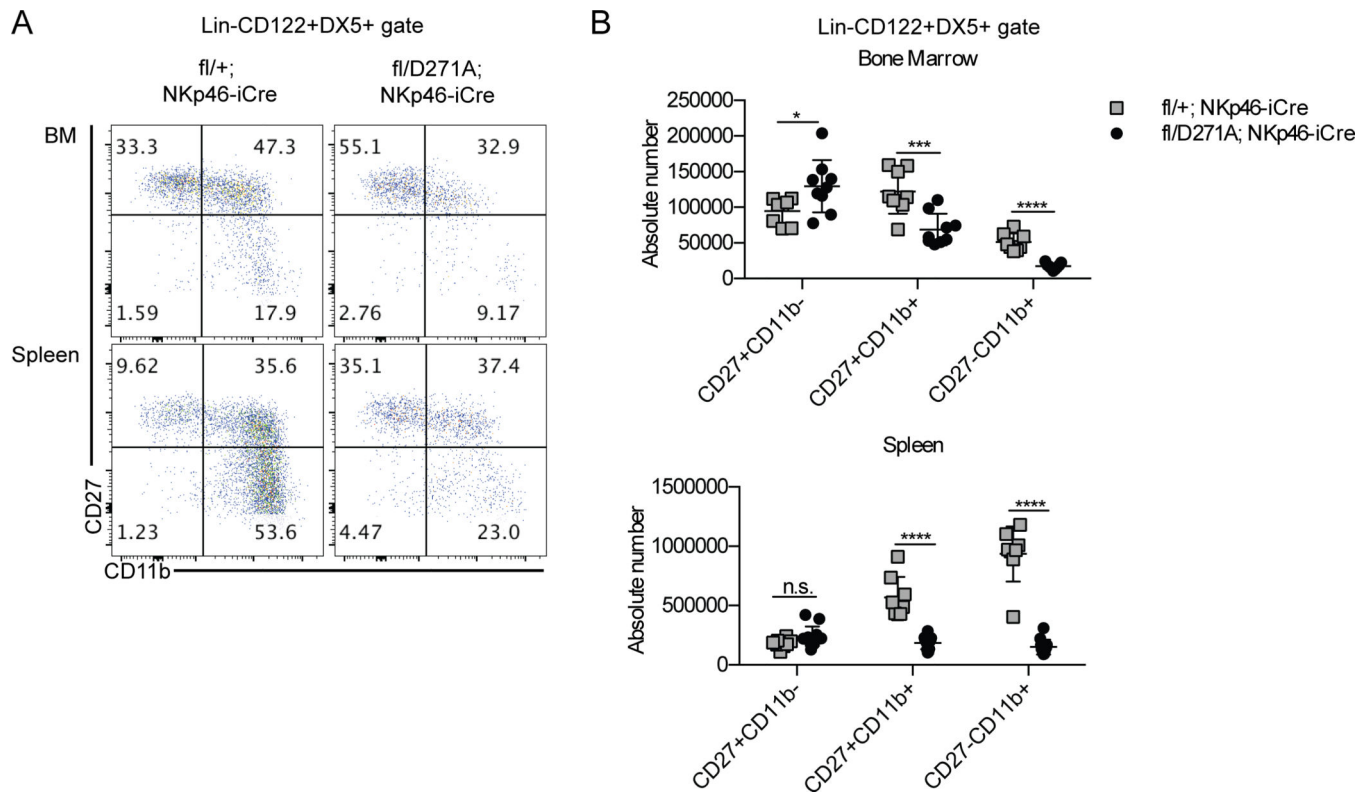 A
Lin-CD122+DX5+ gate
fl/+;
NKp46-iCre
fl/D271A;
NKp46-iCre
BM
33.3 47.3
1.59 17.9
55.1 32.9
2.76 9.17
Spleen
9.62 35.6
1.23 53.6
35.1 37.4
4.47 23.0
CD27
CD11b
B
Lin-CD122+DX5+ gate
Bone Marrow
fl/+; NKp46-iCre
fl/D271A; NKp46-iCre
Absolute number
250000
200000
150000
100000
50000
0
*
***
****
CD27+CD11b-
CD27+CD11b+
CD27-CD11b+
Spleen
Absolute number
1500000
1000000
500000
0
n.s.
****
****
CD27+CD11b-
CD27+CD11b+
CD27-CD11b+